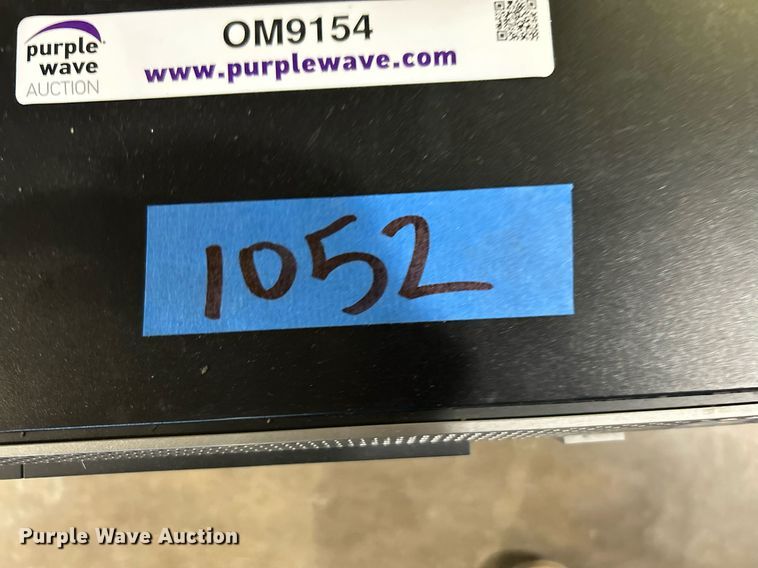 purple
wave
AUCTION
OM9154
www.purplewave.com
1052
Purple Wave Auction